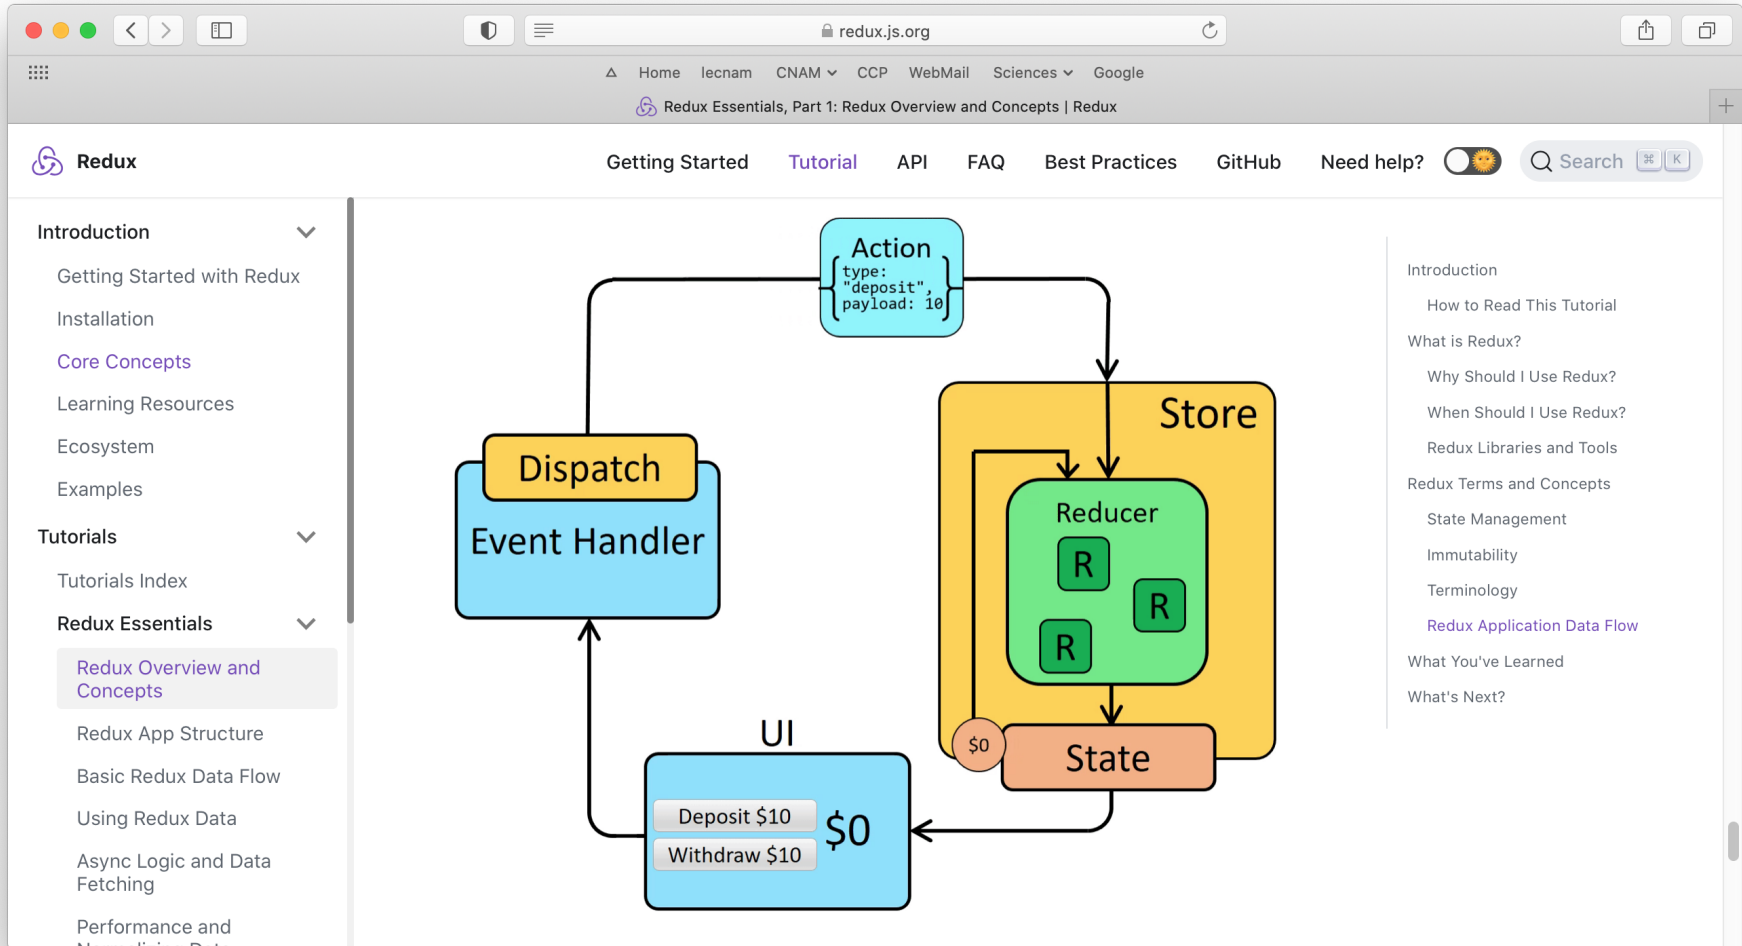 redux.js.org
Home
lecnam
CNAM
CCP
WebMail
Sciences
Google
Redux Essentials, Part 1: Redux Overview and Concepts | Redux
Redux
Getting Started
Tutorial
API
FAQ
Best Practices
GitHub
Need help?
Search
⌘
K
Introduction
Getting Started with Redux
Installation
Core Concepts
Learning Resources
Ecosystem
Examples
Tutorials
Tutorials Index
Redux Essentials
Redux Overview and
Concepts
Redux App Structure
Basic Redux Data Flow
Using Redux Data
Async Logic and Data
Fetching
Performance and
Action
{ type:
"deposit",
payload: 10 }
Store
Dispatch
Event Handler
Reducer
R
R
R
$0
State
UI
Deposit $10
Withdraw $10
$0
Introduction
How to Read This Tutorial
What is Redux?
Why Should I Use Redux?
When Should I Use Redux?
Redux Libraries and Tools
Redux Terms and Concepts
State Management
Immutability
Terminology
Redux Application Data Flow
What You've Learned
What's Next?